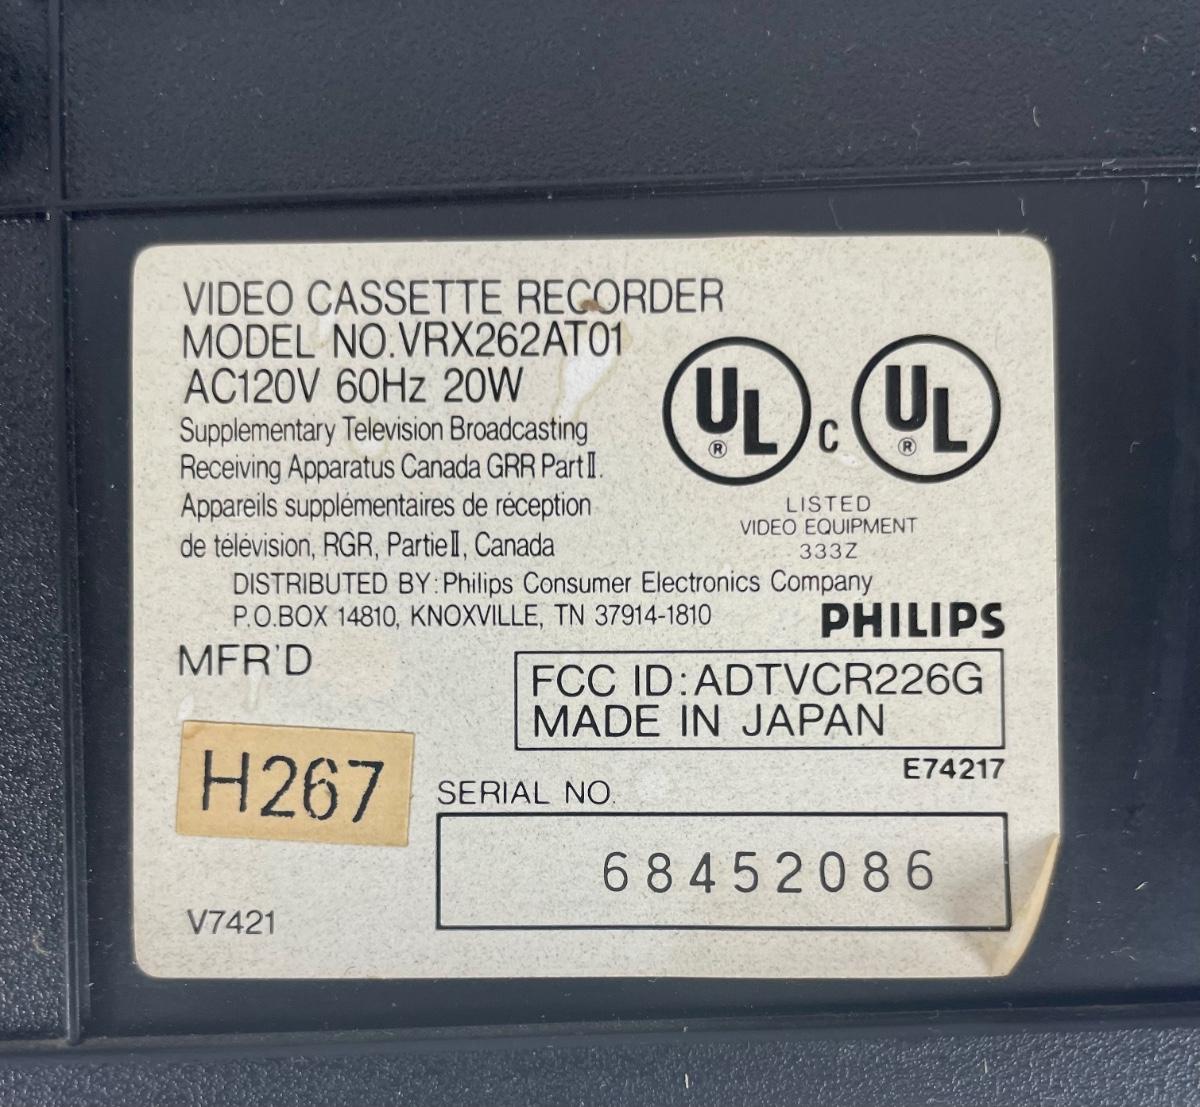 VIDEO CASSETTE RECORDER
MODEL NO.VRX262AT01
AC120V 60Hz 20W
Supplementary Television Broadcasting
Receiving Apparatus Canada GRR Part II.
Appareils supplémentaires de réception
de télévision, RGR, Partie II, Canada
UL ® C UL ®
LISTED
VIDEO EQUIPMENT
333Z
DISTRIBUTED BY: Philips Consumer Electronics Company
P.O.BOX 14810, KNOXVILLE, TN 37914-1810
PHILIPS
MFR'D
FCC ID: ADTVCR226G
MADE IN JAPAN
E74217
H267
SERIAL NO.
68452086
V7421